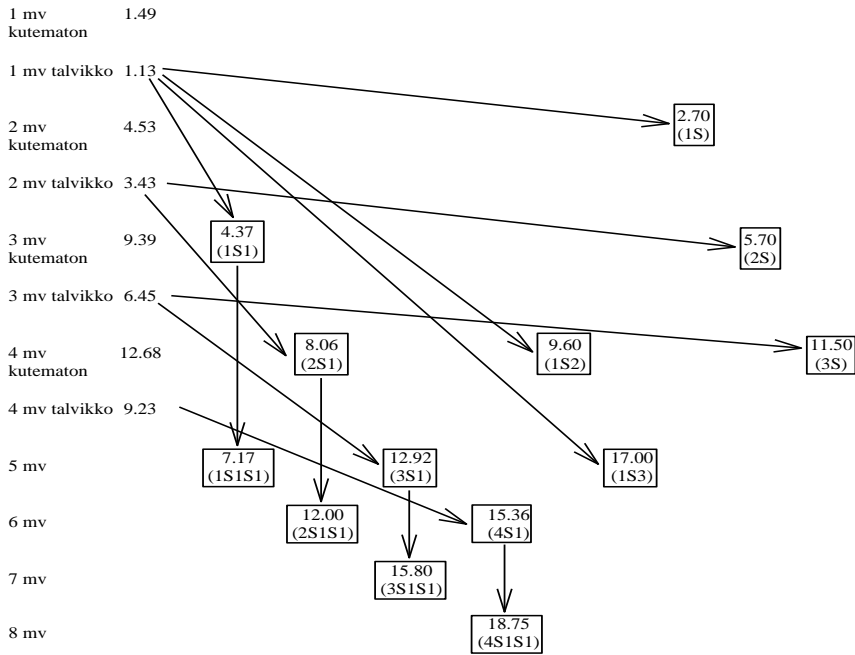 1 mv 1.49
kutematon
1 mv talvikko 1.13
2.70
(1S)
2 mv 4.53
kutematon
2 mv talvikko 3.43
4.37
(1S1)
5.70
(2S)
3 mv 9.39
kutematon
3 mv talvikko 6.45
8.06
(2S1)
9.60
(1S2)
11.50
(3S)
4 mv 12.68
kutematon
4 mv talvikko 9.23
5 mv
7.17
(1S1S1)
12.92
(3S1)
17.00
(1S3)
6 mv
12.00
(2S1S1)
15.36
(4S1)
7 mv
15.80
(3S1S1)
8 mv
18.75
(4S1S1)